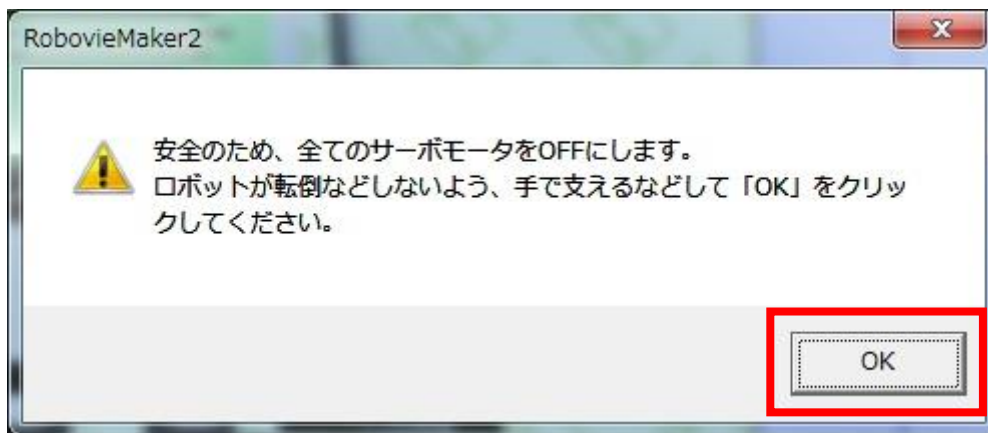 RobovieMaker2
安全のため、全てのサーボモータをOFFにします。
ロボットが転倒などしないよう、手で支えるなどして「OK」をクリッ
クしてください。
OK